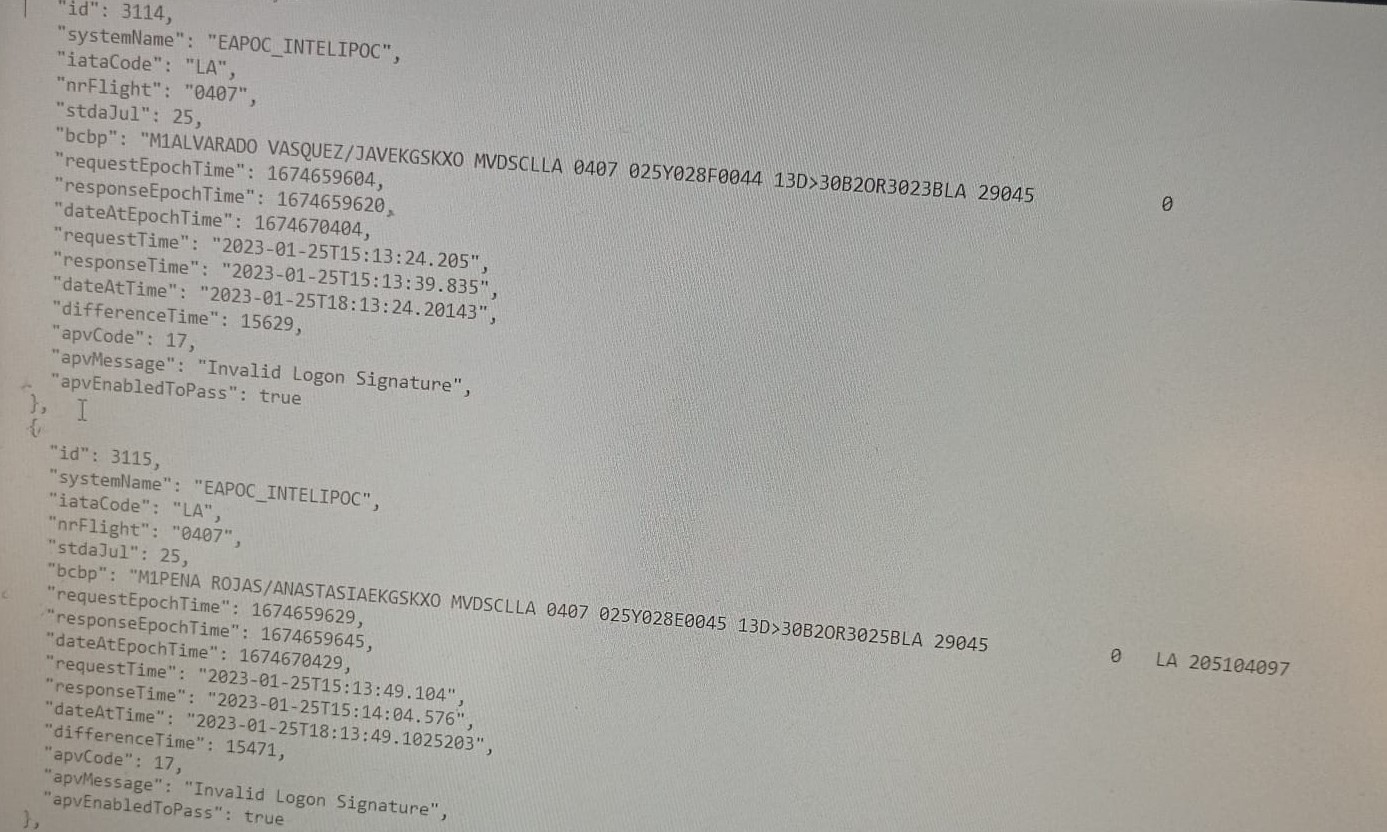 "id": 3114,
"systemName": "EAPOC_INTELIPOC",
"iataCode": "LA",
"nrFlight": "0407",
"stdaJul": 25,
"bcbp": "M1ALVARADO VASQUEZ/JAVEKGSKXO MVDSCLLA 0407 025Y028F0044 13D>30B2OR3023BLA 29045 0
"requestEpochTime": 1674659604,
"responseEpochTime": 1674659620,
"dateAtEpochTime": 1674670404,
"requestTime": "2023-01-25T15:13:24.205",
"responseTime": "2023-01-25T15:13:39.835",
"dateAtTime": "2023-01-25T18:13:24.20143",
"differenceTime": 15629,
"apvCode": 17,
"apvMessage": "Invalid Logon Signature",
"apvEnabledToPass": true
},
{
"id": 3115,
"systemName": "EAPOC_INTELIPOC",
"iataCode": "LA",
"nrFlight": "0407",
"stdaJul": 25,
"bcbp": "M1PENA ROJAS/ANASTASIAEKGSKXO MVDSCLLA 0407 025Y028E0045 13D>30B2OR3025BLA 29045 0 LA 205104097
"requestEpochTime": 1674659629,
"responseEpochTime": 1674659645,
"dateAtEpochTime": 1674670429,
"requestTime": "2023-01-25T15:13:49.104",
"responseTime": "2023-01-25T15:14:04.576",
"dateAtTime": "2023-01-25T18:13:49.1025203",
"differenceTime": 15471,
"apvCode": 17,
"apvMessage": "Invalid Logon Signature",
"apvEnabledToPass": true
},